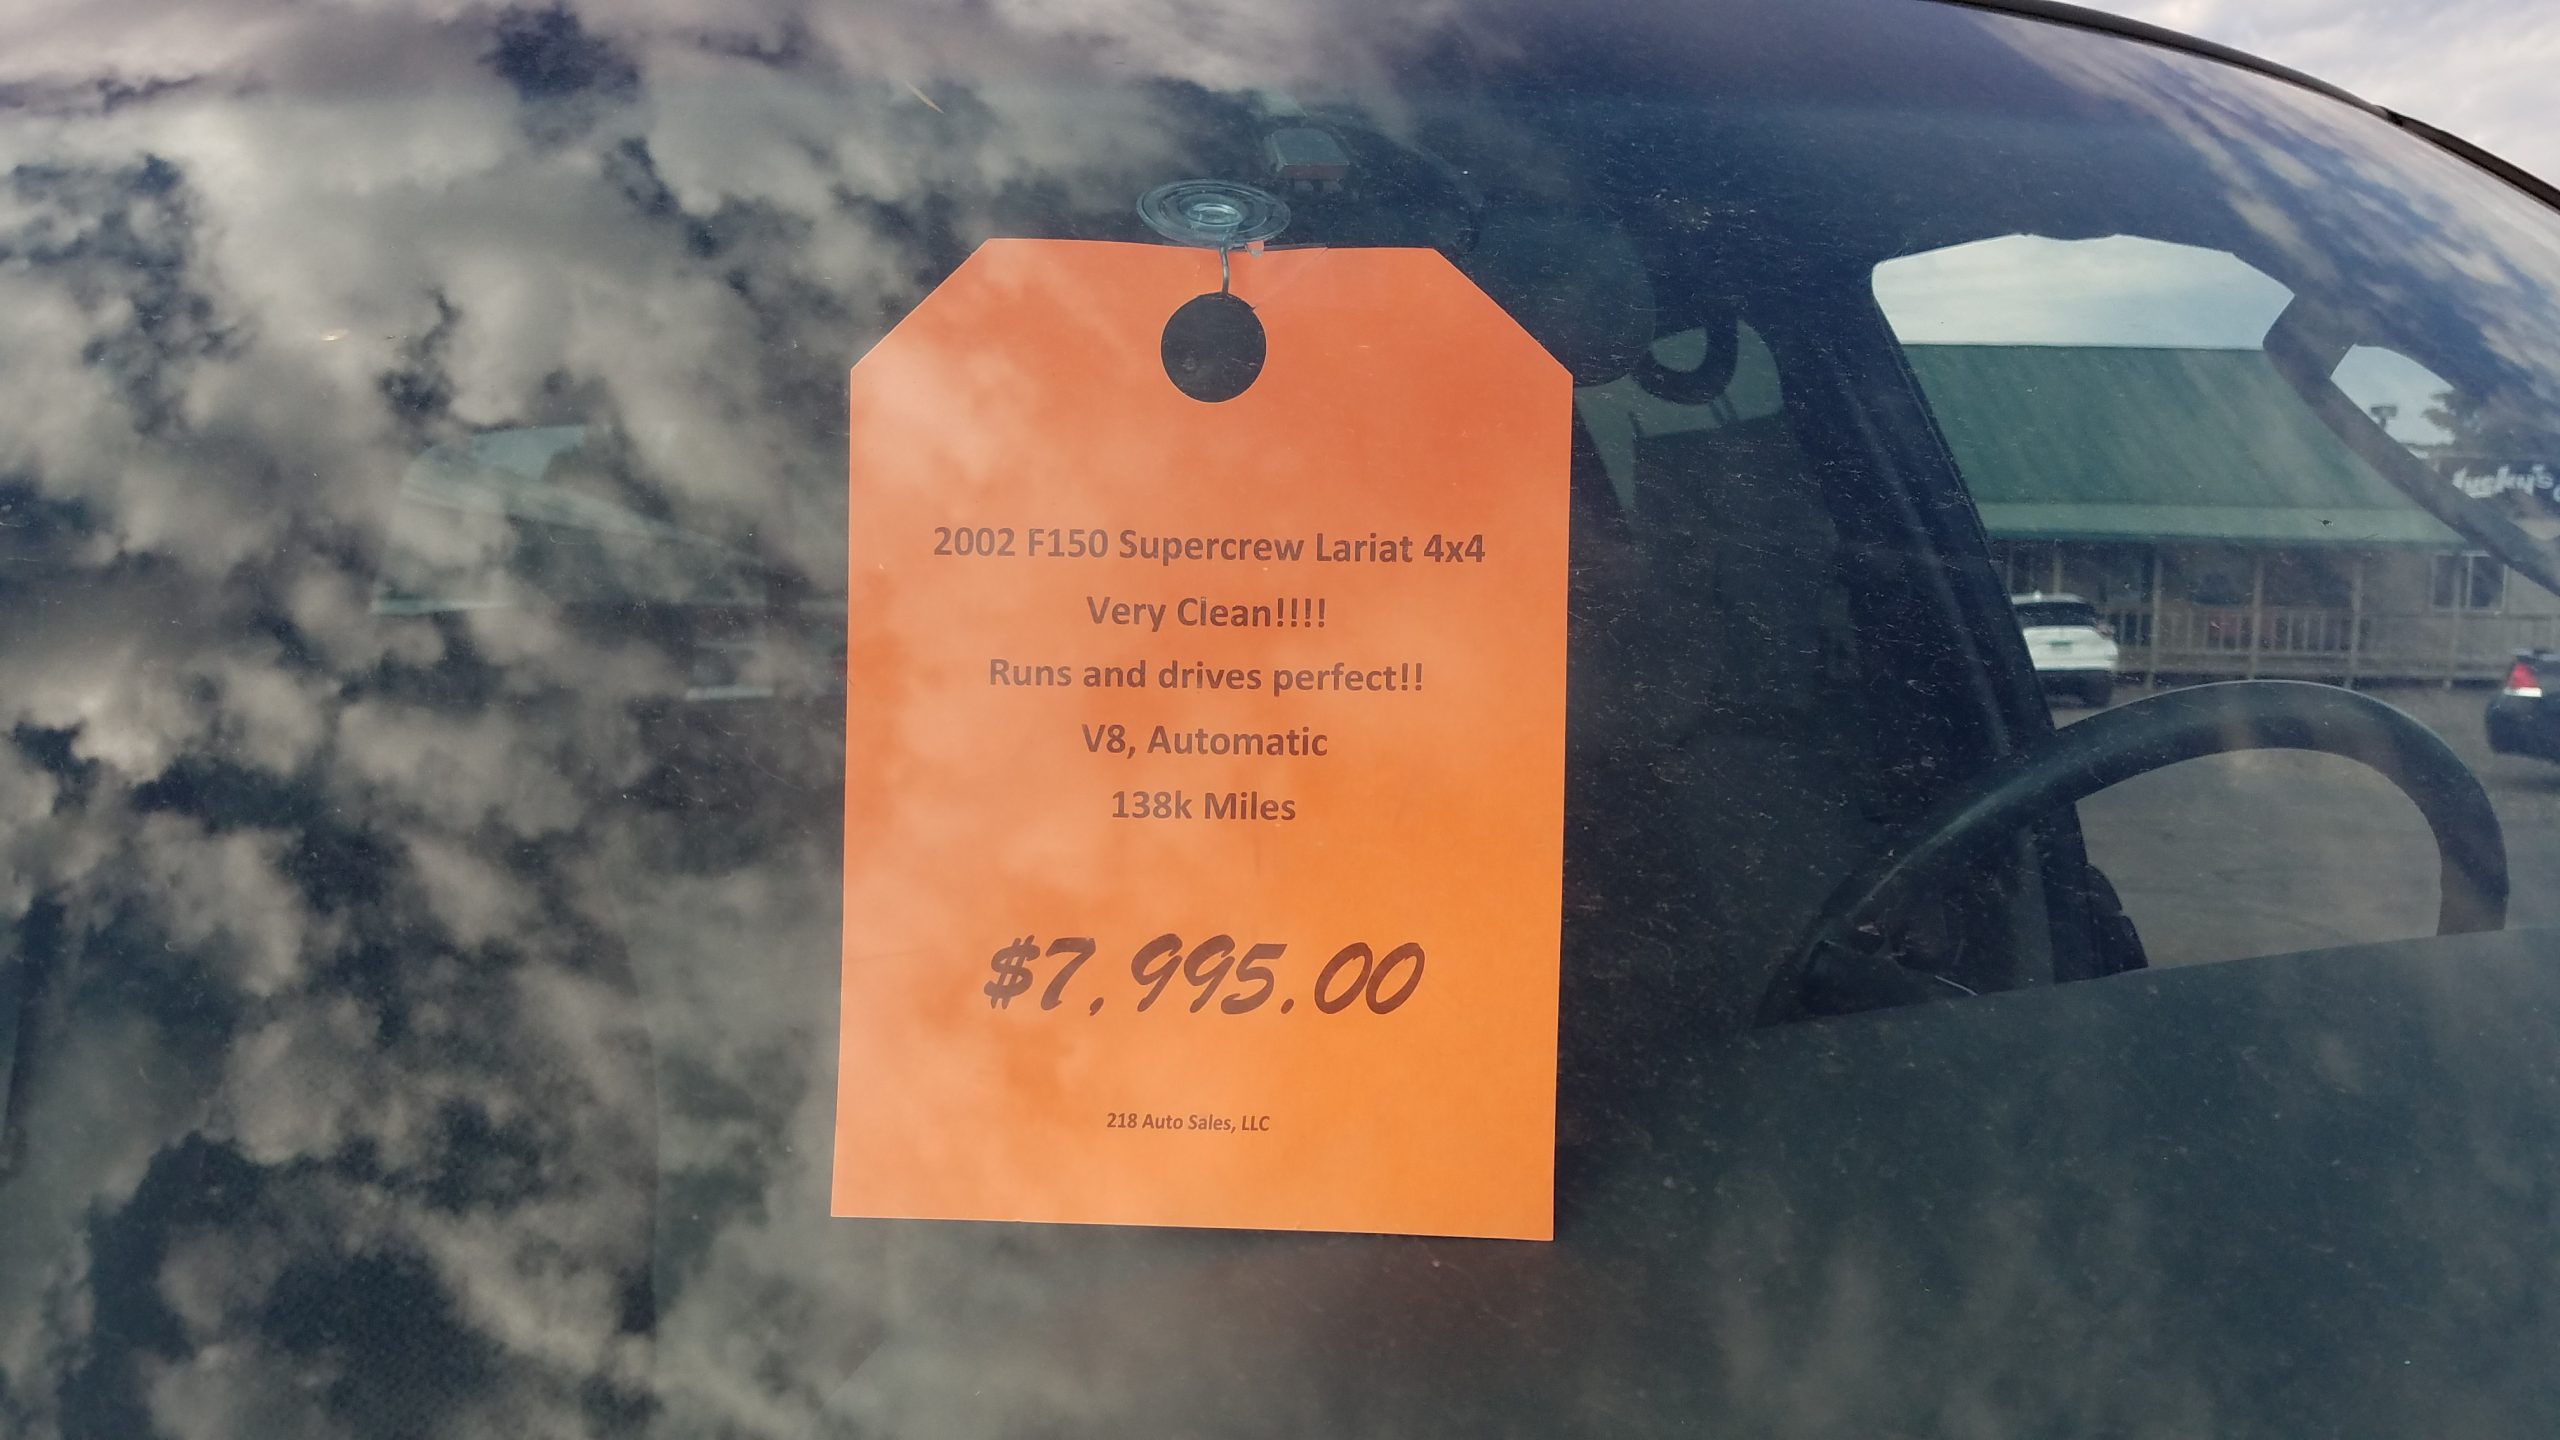 2002 F150 Supercrew Lariat 4x4
Very Clean!!!!
Runs and drives perfect!!
V8, Automatic
138k Miles
$7,995.00
218 Auto Sales, LLC